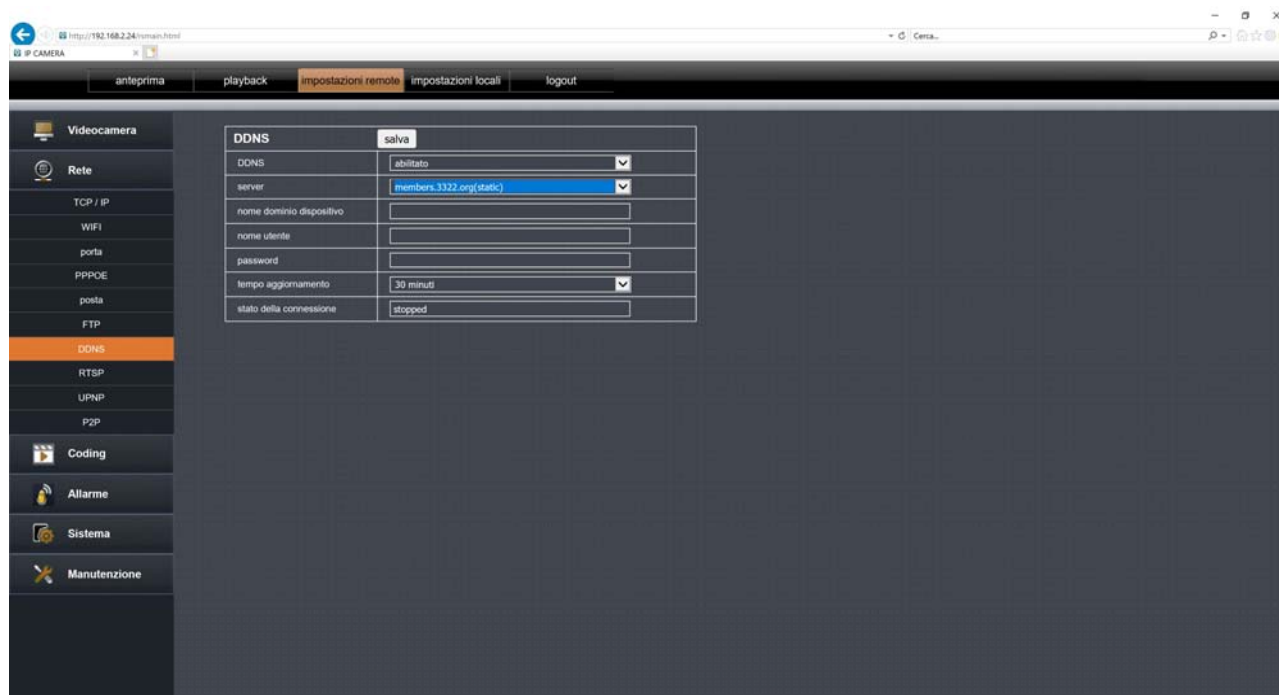 http://192.168.2.24/rsmain.html
Cerca...
IP CAMERA
anteprima playback impostazioni remote impostazioni locali logout
Videocamera
Rete
TCP / IP
WIFI
porta
PPPOE
posta
FTP
DDNS
RTSP
UPNP
P2P
Coding
Allarme
Sistema
Manutenzione
DDNS salva
DDNS abilitato
server members.3322.org(static)
nome dominio dispositivo
nome utente
password
tempo aggiornamento 30 minuti
stato della connessione stopped